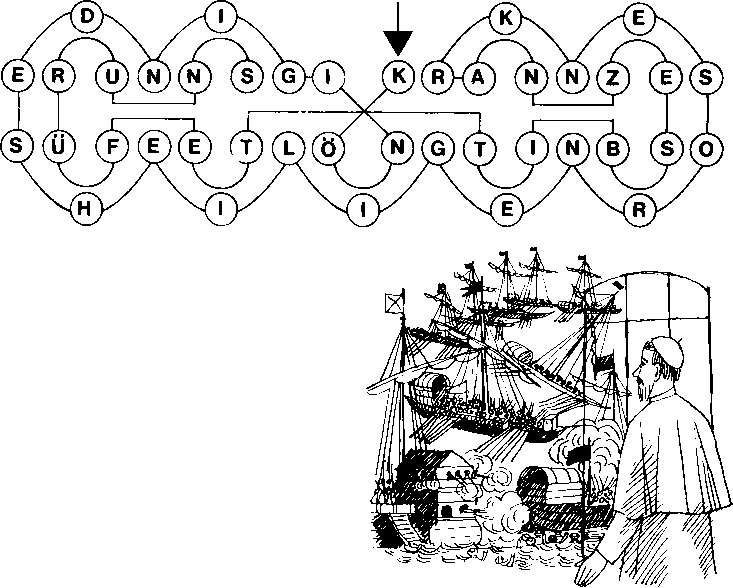 D I K E
E R U N N S G I K R A N N Z E S
S Ü F E E T L Ö N G T I N B S O
H I I E R